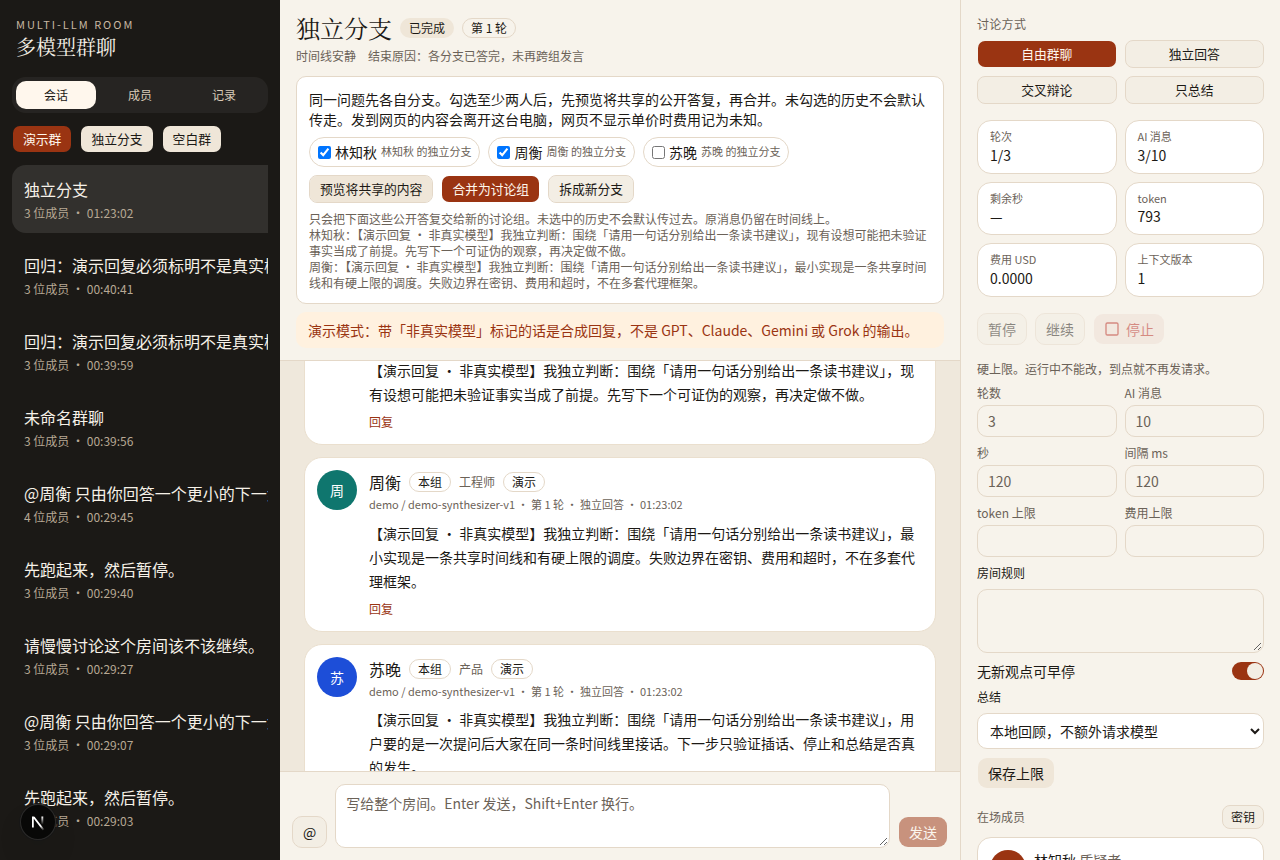 MULTI-LLM ROOM
多模型群聊
会话
成员
记录
演示群
独立分支
空白群
独立分支
3 位成员 · 01:23:02
回归：演示回复必须标明不是真实
3 位成员 · 00:40:41
回归：演示回复必须标明不是真实
3 位成员 · 00:39:59
未命名群聊
3 位成员 · 00:39:56
@周衡 只由你回答一个更小的下一
4 位成员 · 00:29:45
先跑起来，然后暂停。
3 位成员 · 00:29:40
请慢慢讨论这个房间该不该继续。
3 位成员 · 00:29:27
@周衡 只由你回答一个更小的下一
3 位成员 · 00:29:07
先跑起来，然后暂停。
员 · 00:29:03
独立分支
已完成
第 1 轮
时间线安静 结束原因：各分支已答完，未再跨组发言
同一问题先各自分支。勾选至少两人后，先预览将共享的公开答复，再合并。未勾选的历史不会默认
传走。发到网页的内容会离开这台电脑，网页不显示单价时费用记为未知。
林知秋 林知秋 的独立分支
周衡 周衡 的独立分支
苏晚 苏晚 的独立分支
预览将共享的内容
合并为讨论组
拆成新分支
只会把下面这些公开答复交给新的讨论组。未选中的历史不会默认传过去。原消息仍留在时间线上。
林知秋：【演示回复 · 非真实模型】我独立判断：围绕「请用一句话分别给出一条读书建议」，现有设想可能把未验证
事实当成了前提。先写下一个可证伪的观察，再决定做不做。
周衡：【演示回复 · 非真实模型】我独立判断：围绕「请用一句话分别给出一条读书建议」，最小实现是一条共享时间
线和有硬上限的调度。失败边界在密钥、费用和超时，不在多套代理框架。
演示模式：带「非真实模型」标记的话是合成回复，不是 GPT、Claude、Gemini 或 Grok 的输出。
【演示回复 · 非真实模型】我独立判断：围绕「请用一句话分别给出一条读书建议」，现
有设想可能把未验证事实当成了前提。先写下一个可证伪的观察，再决定做不做。
回复
周
周衡
本组
工程师
演示
demo / demo-synthesizer-v1 · 第 1 轮 · 独立回答 · 01:23:02
【演示回复 · 非真实模型】我独立判断：围绕「请用一句话分别给出一条读书建议」，最
小实现是一条共享时间线和有硬上限的调度。失败边界在密钥、费用和超时，不在多套代
理框架。
回复
苏
苏晚
本组
产品
演示
demo / demo-synthesizer-v1 · 第 1 轮 · 独立回答 · 01:23:02
【演示回复 · 非真实模型】我独立判断：围绕「请用一句话分别给出一条读书建议」，用
户要的是一次提问后大家在同一条时间线里接话。下一步只验证插话、停止和总结是否真
的发生。
@
写给整个房间。Enter 发送，Shift+Enter 换行。
发送
讨论方式
自由群聊
独立回答
交叉辩论
只总结
轮次
1/3
AI 消息
3/10
剩余秒
—
token
793
费用 USD
0.0000
上下文版本
1
暂停
继续
停止
硬上限。运行中不能改，到点就不再发请求。
轮数
AI 消息
3
10
秒
间隔 ms
120
120
token 上限
费用上限
房间规则
无新观点可早停
总结
本地回顾，不额外请求模型
保存上限
在场成员
密钥
林知秋 质疑者